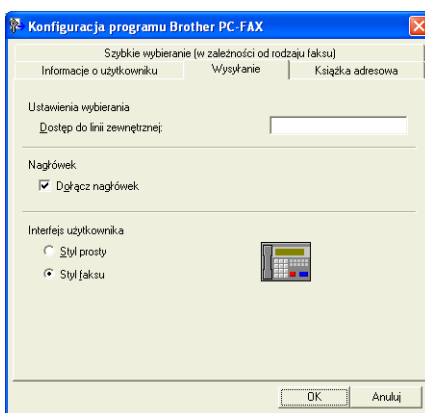 Konfiguracja programu Brother PC-FAX
Szybkie wybieranie (w zależności od rodzaju faksu)
Informacje o użytkowniku
Wysyłanie
Książka adresowa
Ustawienia wybierania
Dostęp do linii zewnętrznej:
Nagłówek
Dołącz nagłówek
Interfejs użytkownika
Styl prosty
Styl faksu
OK
Anuluj